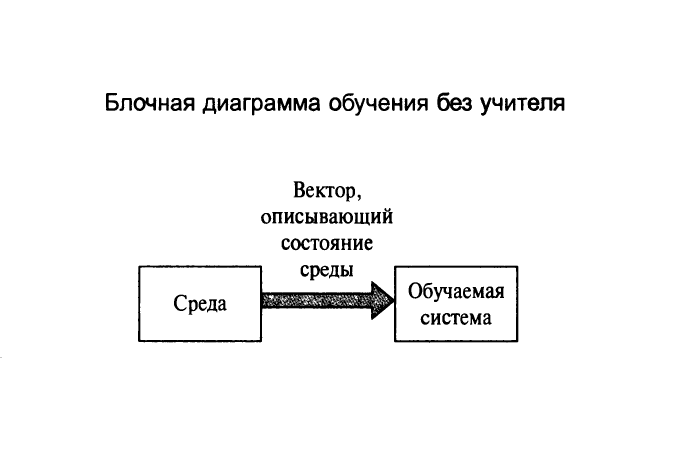 Блочная диаграмма обучения без учителя
Вектор,
описывающий
состояние
среды
Среда
Обучаемая
система